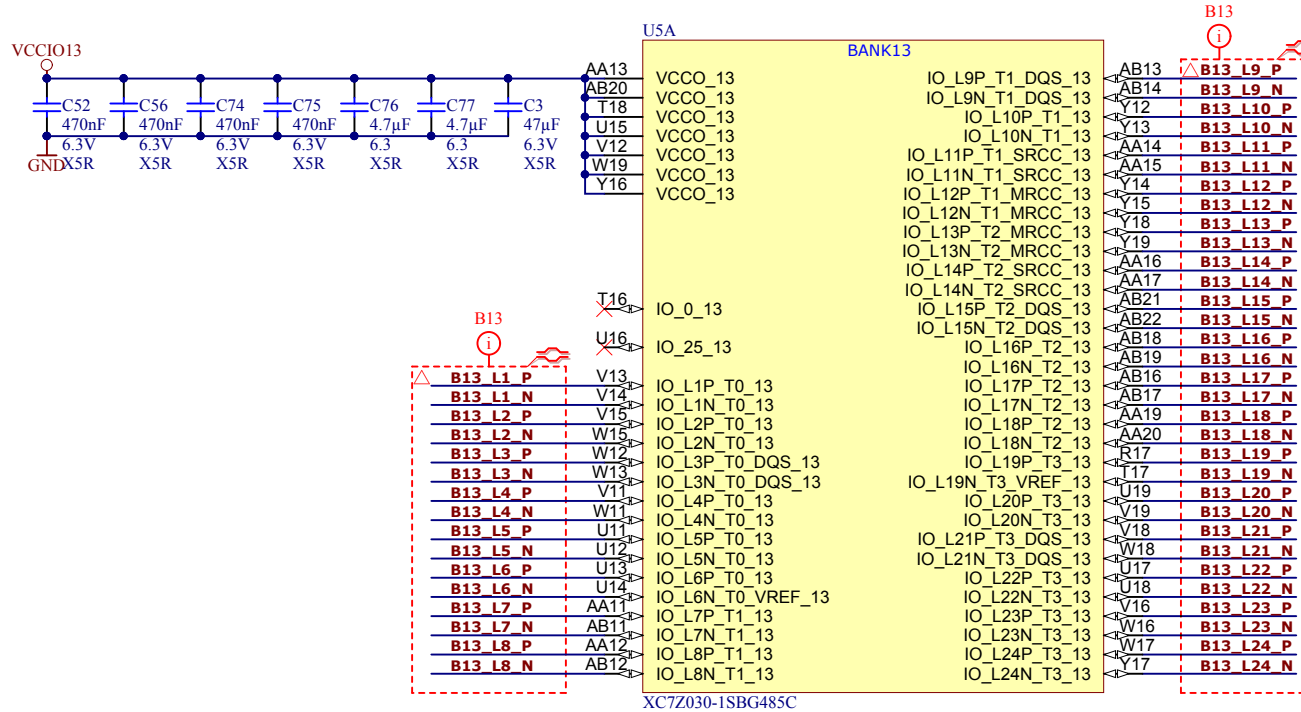 B13
U5A
BANK13
VCCIO13
C52
470nF
6.3V
X5R
C56
470nF
6.3V
X5R
C74
470nF
6.3V
X5R
C75
470nF
6.3V
X5R
C76
4.7µF
6.3
X5R
C77
4.7µF
6.3
X5R
C3
47µF
6.3V
X5R
GND
AA13 VCCO_13
AB20 VCCO_13
T18 VCCO_13
U15 VCCO_13
V12 VCCO_13
W19 VCCO_13
Y16 VCCO_13
T16 IO_0_13
U16 IO_25_13
B13
i
B13_L1_P V13 IO_L1P_T0_13
B13_L1_N V14 IO_L1N_T0_13
B13_L2_P V15 IO_L2P_T0_13
B13_L2_N W15 IO_L2N_T0_13
B13_L3_P W12 IO_L3P_T0_DQS_13
B13_L3_N W13 IO_L3N_T0_DQS_13
B13_L4_P V11 IO_L4P_T0_13
B13_L4_N W11 IO_L4N_T0_13
B13_L5_P U11 IO_L5P_T0_13
B13_L5_N U12 IO_L5N_T0_13
B13_L6_P U13 IO_L6P_T0_13
B13_L6_N U14 IO_L6N_T0_VREF_13
B13_L7_P AA11 IO_L7P_T1_13
B13_L7_N AB11 IO_L7N_T1_13
B13_L8_P AA12 IO_L8P_T1_13
B13_L8_N AB12 IO_L8N_T1_13
i
IO_L9P_T1_DQS_13 AB13 B13_L9_P
IO_L9N_T1_DQS_13 AB14 B13_L9_N
IO_L10P_T1_13 Y12 B13_L10_P
IO_L10N_T1_13 Y13 B13_L10_N
IO_L11P_T1_SRCC_13 AA14 B13_L11_P
IO_L11N_T1_SRCC_13 AA15 B13_L11_N
IO_L12P_T1_MRCC_13 Y14 B13_L12_P
IO_L12N_T1_MRCC_13 Y15 B13_L12_N
IO_L13P_T2_MRCC_13 Y18 B13_L13_P
IO_L13N_T2_MRCC_13 Y19 B13_L13_N
IO_L14P_T2_SRCC_13 AA16 B13_L14_P
IO_L14N_T2_SRCC_13 AA17 B13_L14_N
IO_L15P_T2_DQS_13 AB21 B13_L15_P
IO_L15N_T2_DQS_13 AB22 B13_L15_N
IO_L16P_T2_13 AB18 B13_L16_P
IO_L16N_T2_13 AB19 B13_L16_N
IO_L17P_T2_13 AB16 B13_L17_P
IO_L17N_T2_13 AB17 B13_L17_N
IO_L18P_T2_13 AA19 B13_L18_P
IO_L18N_T2_13 AA20 B13_L18_N
IO_L19P_T3_13 R17 B13_L19_P
IO_L19N_T3_VREF_13 T17 B13_L19_N
IO_L20P_T3_13 U19 B13_L20_P
IO_L20N_T3_13 V19 B13_L20_N
IO_L21P_T3_DQS_13 V18 B13_L21_P
IO_L21N_T3_DQS_13 W18 B13_L21_N
IO_L22P_T3_13 U17 B13_L22_P
IO_L22N_T3_13 U18 B13_L22_N
IO_L23P_T3_13 V16 B13_L23_P
IO_L23N_T3_13 W16 B13_L23_N
IO_L24P_T3_13 W17 B13_L24_P
IO_L24N_T3_13 Y17 B13_L24_N
XC7Z030-1SBG485C